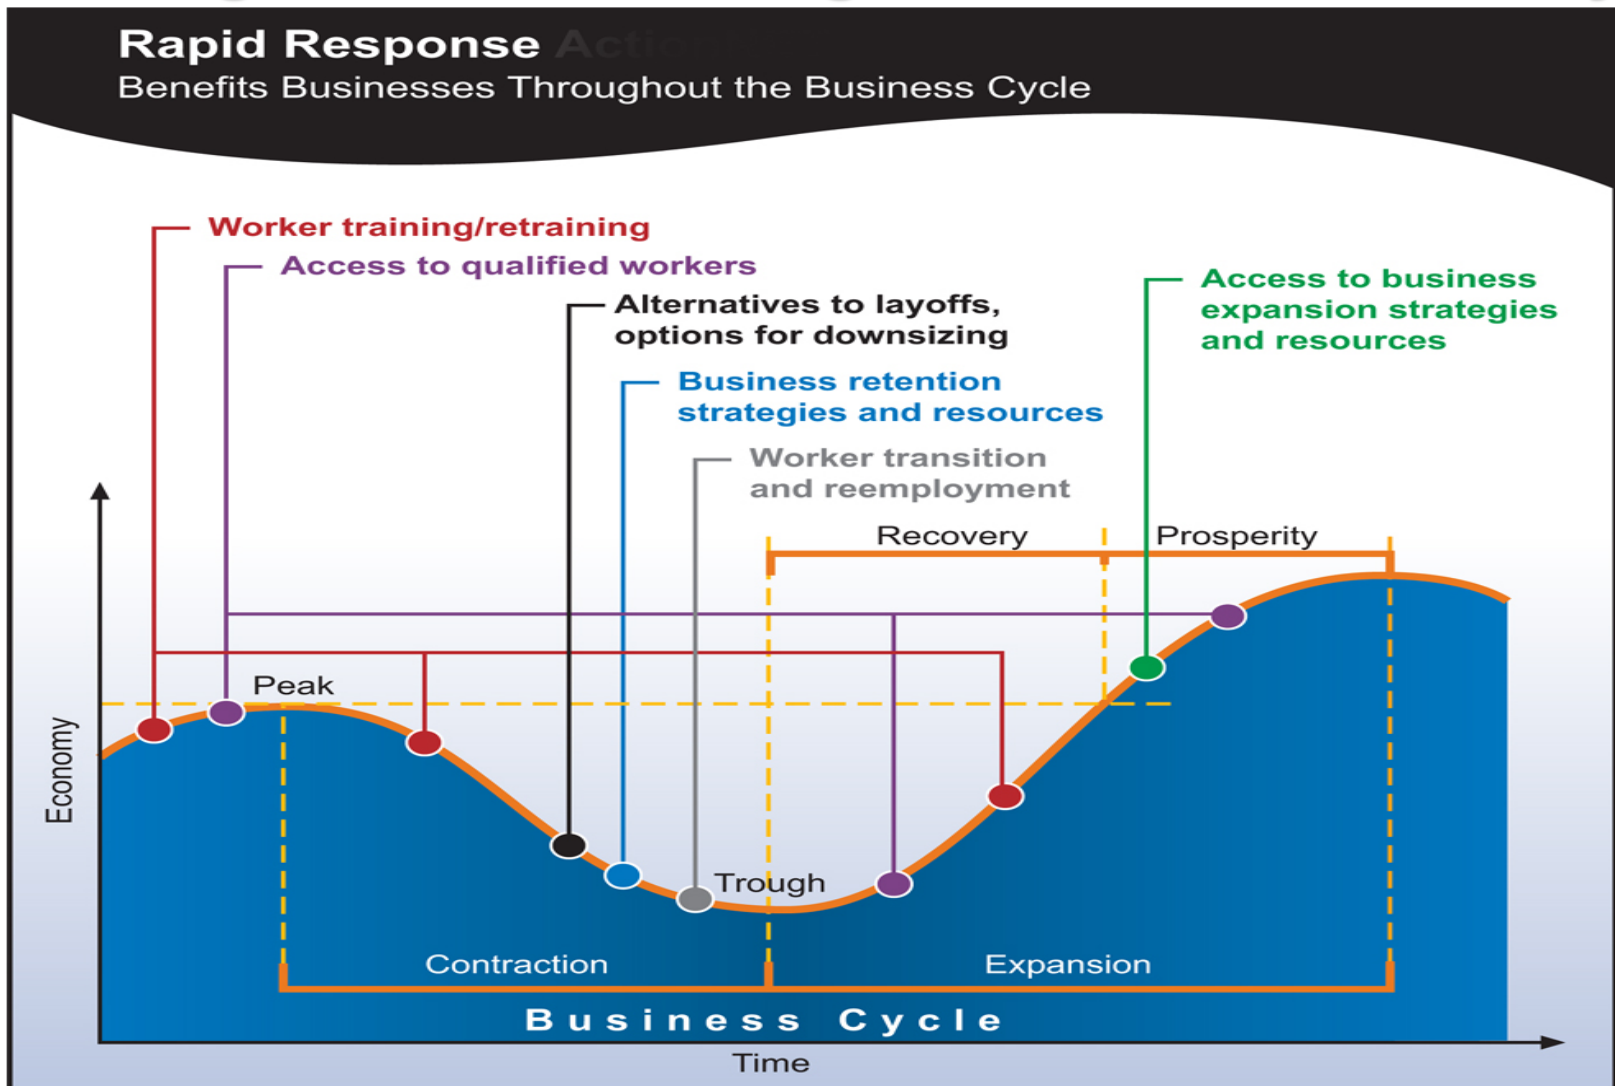 Rapid Response Action
Benefits Businesses Throughout the Business Cycle
Worker training/retraining
Access to qualified workers
Alternatives to layoffs,
options for downsizing
Business retention
strategies and resources
Worker transition
and reemployment
Access to business
expansion strategies
and resources
Recovery
Prosperity
Peak
Economy
Trough
Contraction
Expansion
Business Cycle
Time